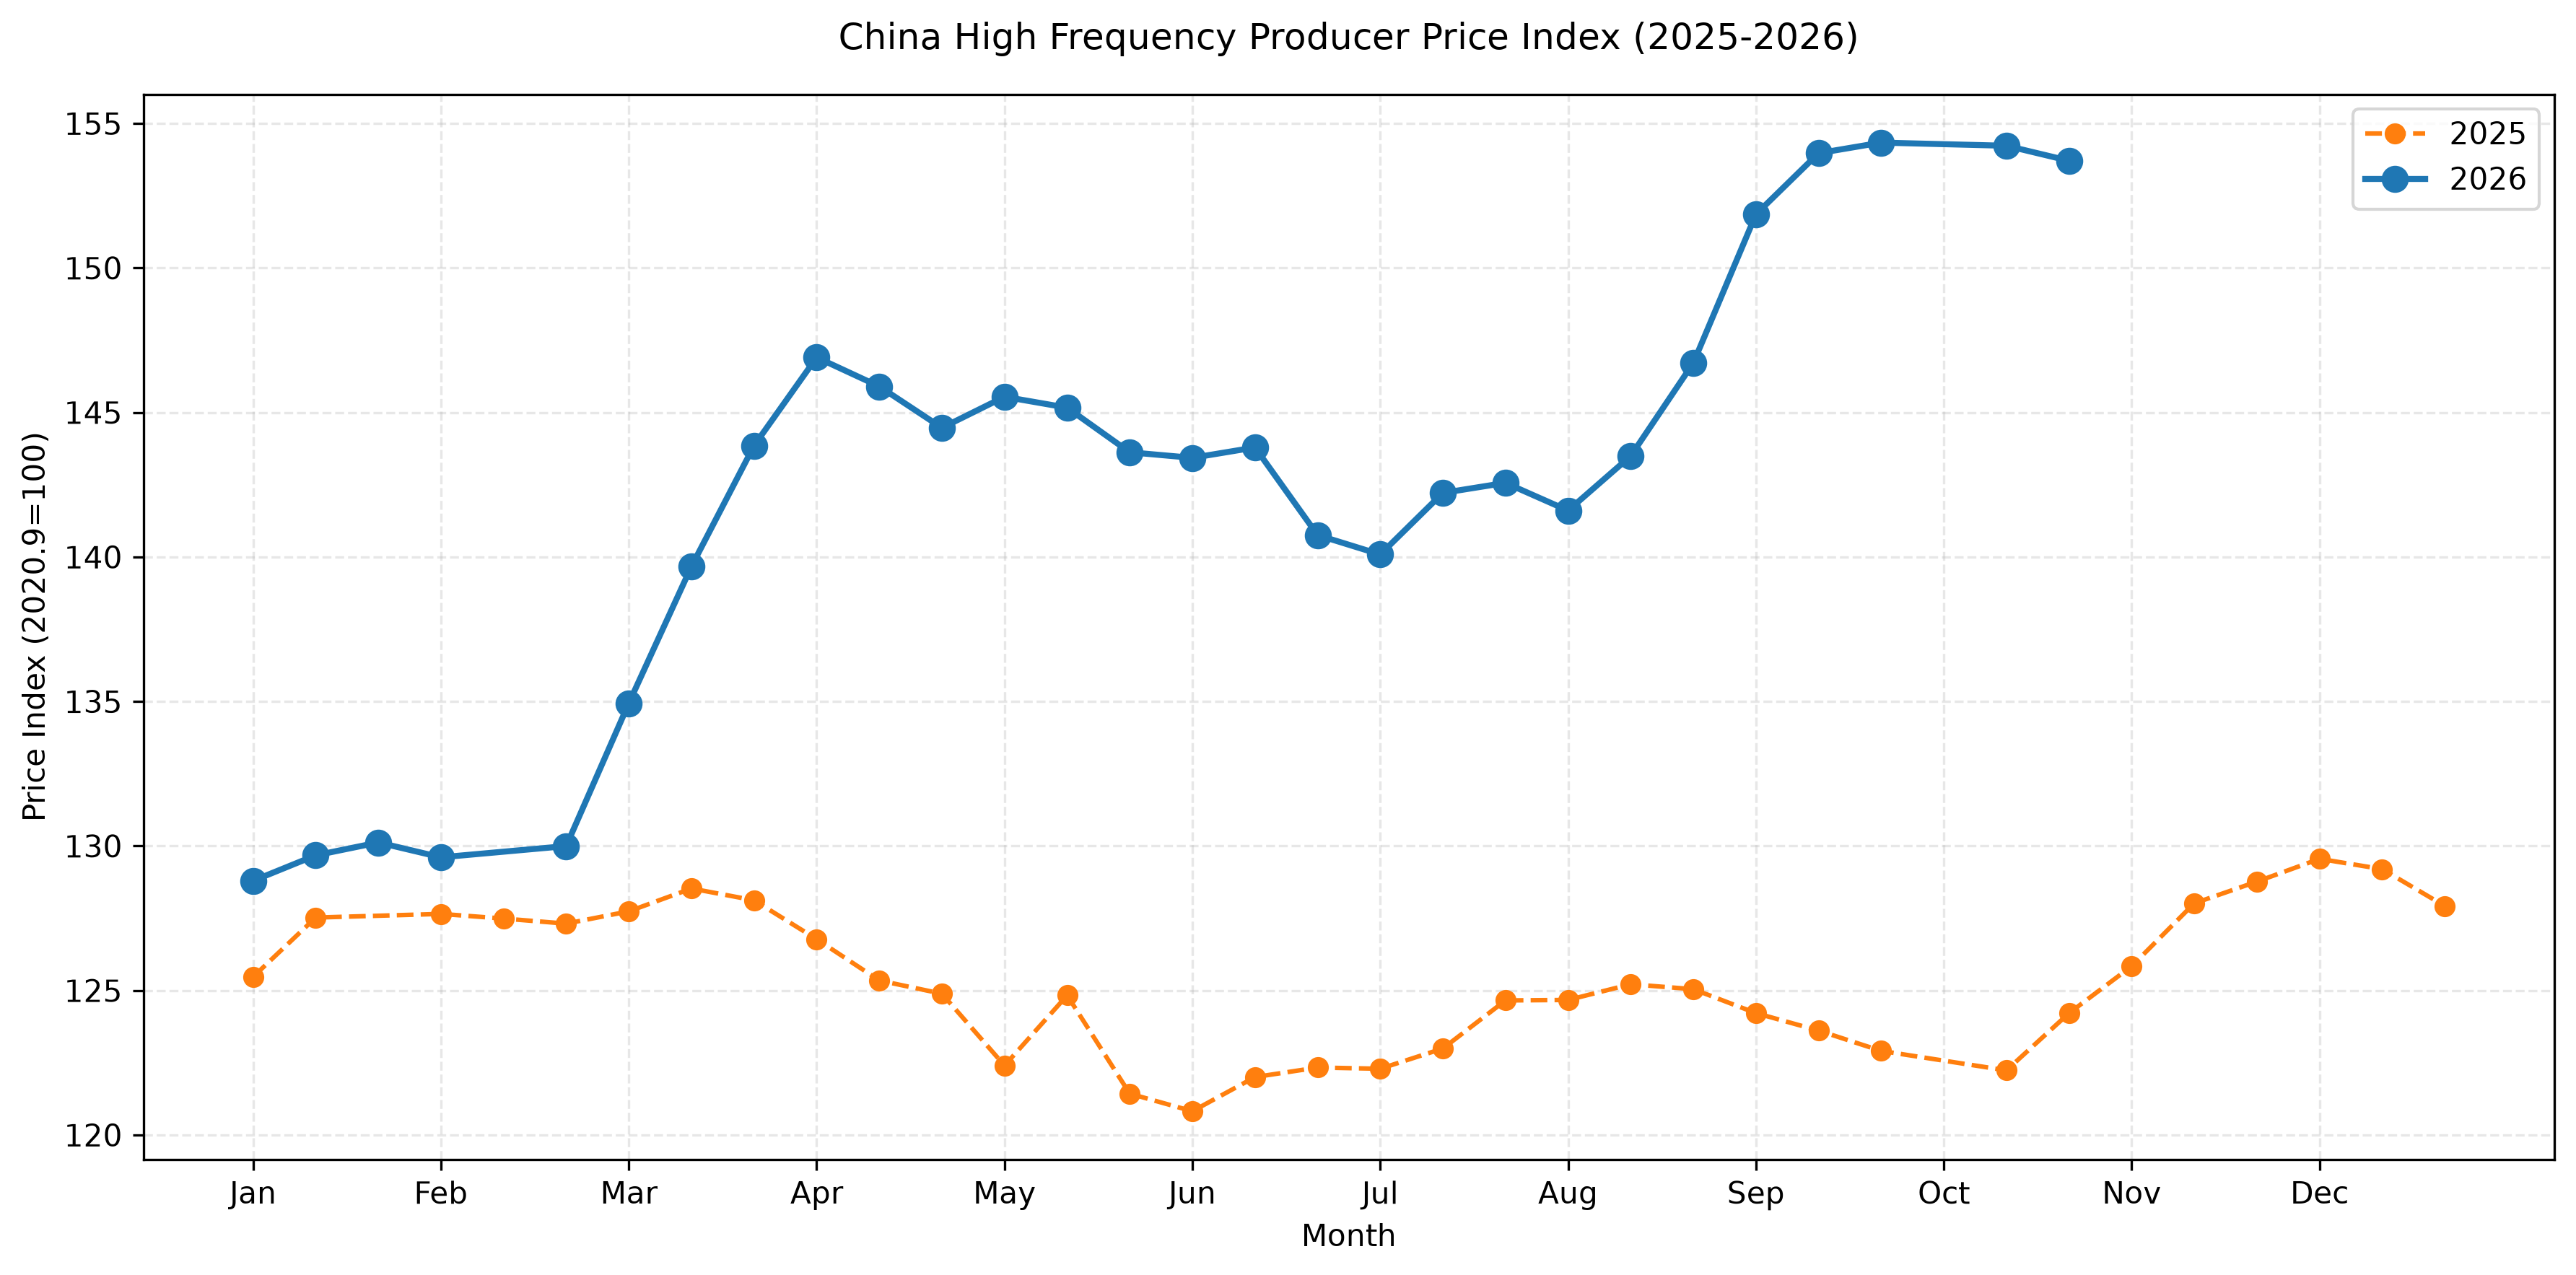 China High Frequency Producer Price Index (2025-2026)
Price Index (2020.9=100)
155
150
145
140
135
130
125
120
2025
2026
Jan Feb Mar Apr May Jun Jul Aug Sep Oct Nov Dec
Month